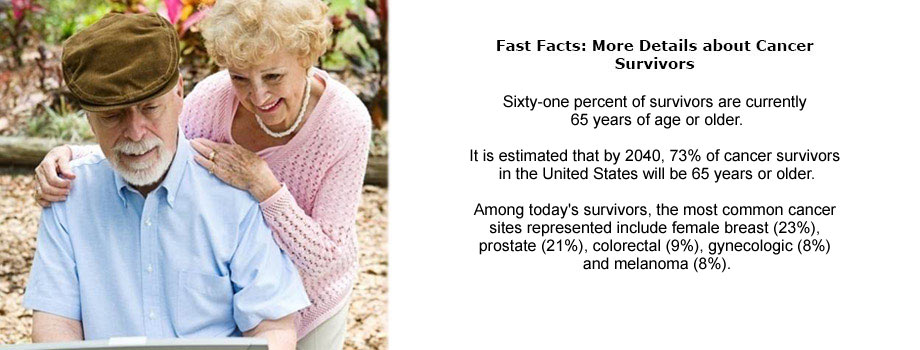 Fast Facts: More Details about Cancer
Survivors
Sixty-one percent of survivors are currently
65 years of age or older.
It is estimated that by 2040, 73% of cancer survivors
in the United States will be 65 years or older.
Among today's survivors, the most common cancer
sites represented include female breast (23%),
prostate (21%), colorectal (9%), gynecologic (8%)
and melanoma (8%).